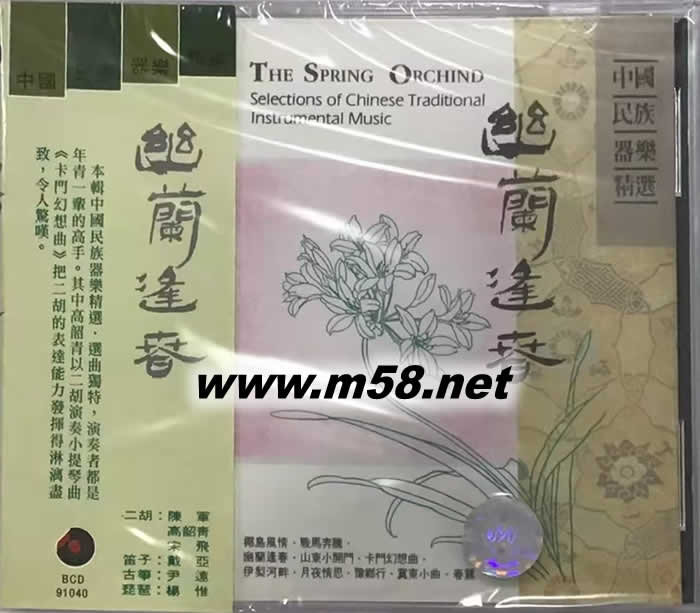 中國
器樂
幽蘭逢春
本輯中國民族器樂精選，選曲獨特，演奏者都是
年青一輩的高手。其中高韶青以二胡演奏小提琴曲
《卡門幻想曲》把二胡的表達能力發揮得淋漓盡
致，令人驚嘆。
二胡：陳軍
高韶青
宋飛
笛子：戴亞
古箏：尹遠
琵琶：楊惟
BCD
91040
THE SPRING ORCHIND
Selections of Chinese Traditional
Instrumental Music
幽蘭逢春
中國
民族
器樂
精選
www.m58.net
椰島風情．戰馬奔騰．
幽蘭逢春．山東小開門．卡門幻想曲．
伊犁河畔．月夜情思．豫鄉行．冀東小曲．春